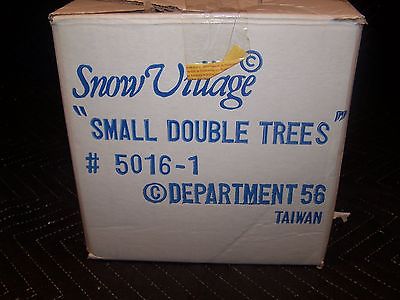 Snow Village ©
"SMALL DOUBLE TREES"
# 5016-1
©DEPARTMENT 56
TAIWAN